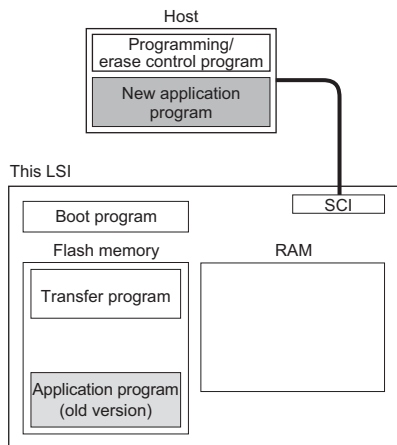 Host
Programming/
erase control program
New application
program
This LSI
SCI
Boot program
Flash memory
RAM
Transfer program
Application program
(old version)